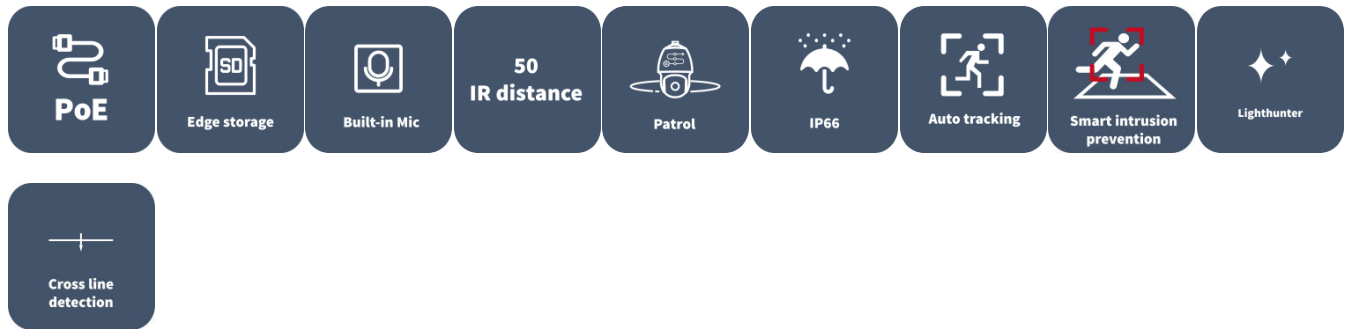 PoE
SD
Edge storage
Built-in Mic
50
IR distance
Patrol
IP66
Auto tracking
Smart intrusion
prevention
Lighthunter
Cross line
detection